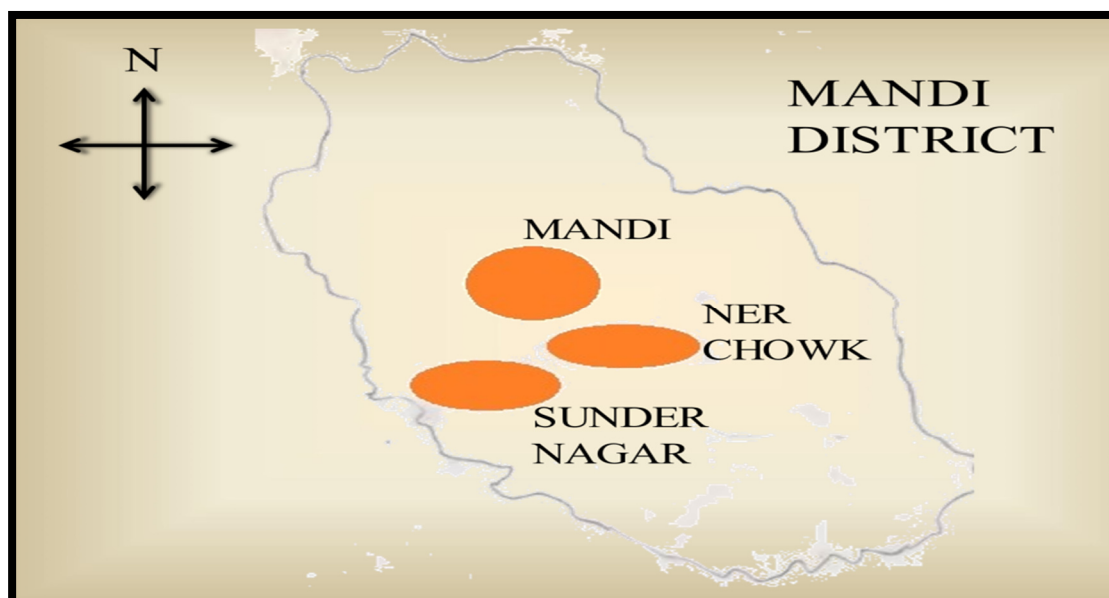 N
MANDI
DISTRICT
MANDI
NER
CHOWK
SUNDER
NAGAR